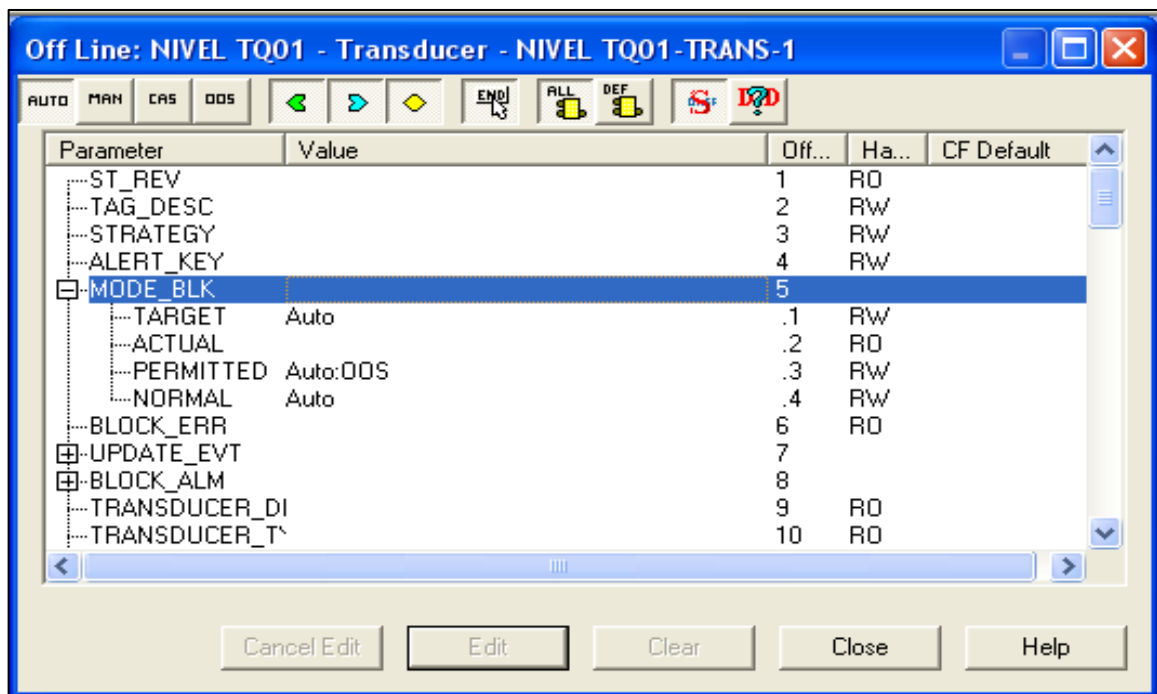 Off Line: NIVEL TQ01 - Transducer - NIVEL TQ01-TRANS-1
AUTO MAN CAS OOS END ALL DEF DD
Parameter Value Off... Ha... CF Default
ST_REV 1 RO
TAG_DESC 2 RW
STRATEGY 3 RW
ALERT_KEY 4 RW
MODE_BLK 5
TARGET Auto .1 RW
ACTUAL .2 RO
PERMITTED Auto:OOS .3 RW
NORMAL Auto .4 RW
BLOCK_ERR 6 RO
UPDATE_EVT 7
BLOCK_ALM 8
TRANSDUCER_DI 9 RO
TRANSDUCER_T 10 RO
Cancel Edit Edit Clear Close Help